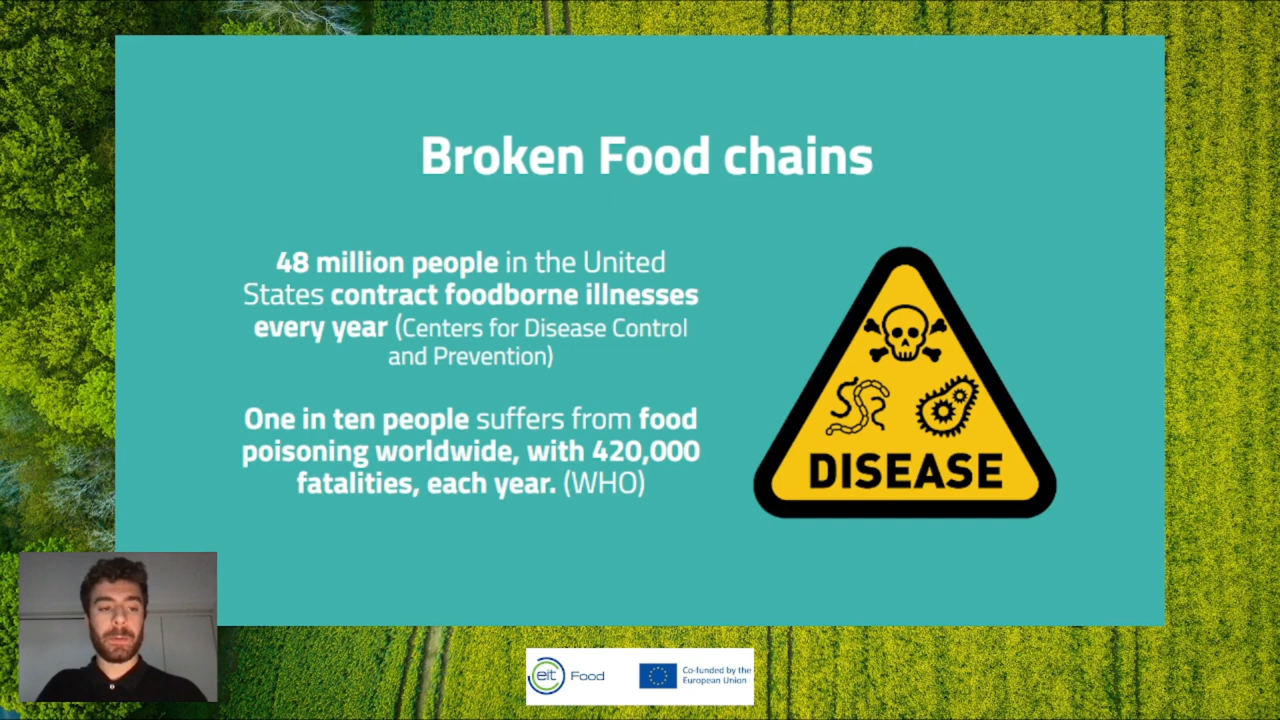 Broken Food chains
48 million people in the United
States contract foodborne illnesses
every year (Centers for Disease Control
and Prevention)
One in ten people suffers from food
poisoning worldwide, with 420,000
fatalities, each year. (WHO)
DISEASE
eit Food
Co-funded by the
European Union